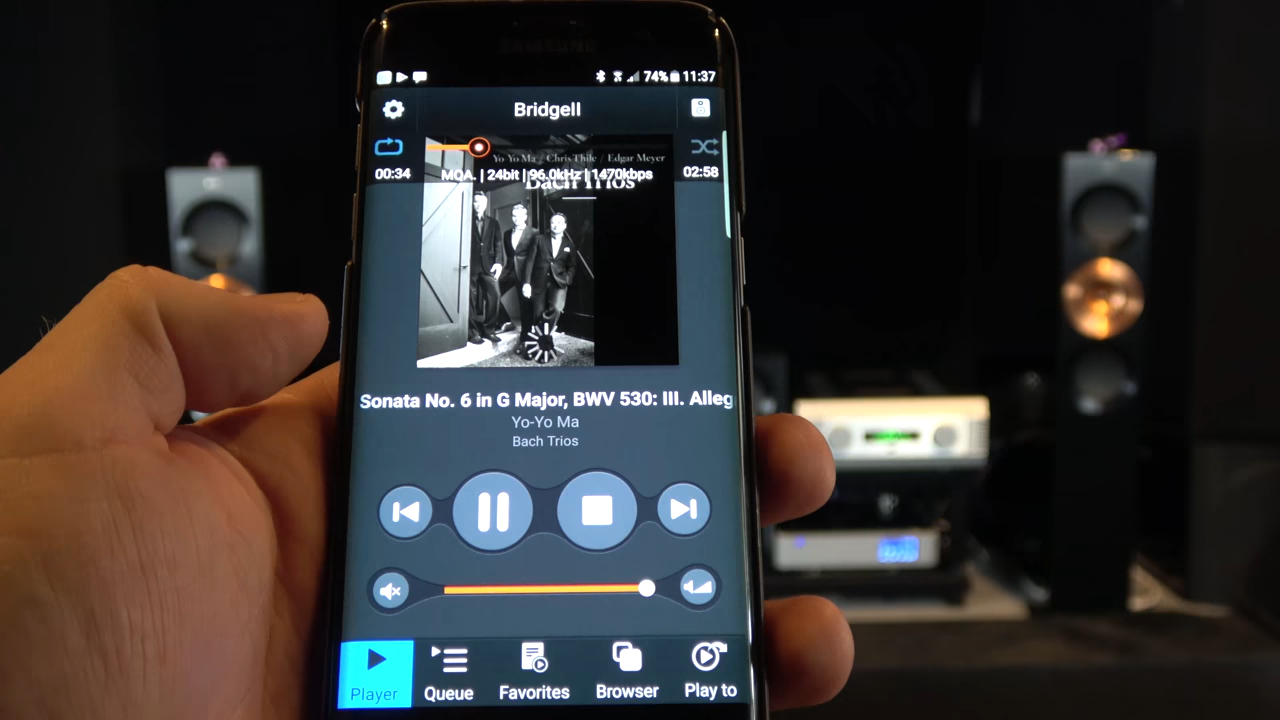 SAMSUNG
74% 11:37
BridgeII
00:34
02:58
Yo-Yo Ma / Chris Thile / Edgar Meyer
MQA. | 24bit | 96.0kHz | 1470kbps
Bach Trios
Sonata No. 6 in G Major, BWV 530: III. Alleg
Yo-Yo Ma
Bach Trios
Player
Queue
Favorites
Browser
Play to